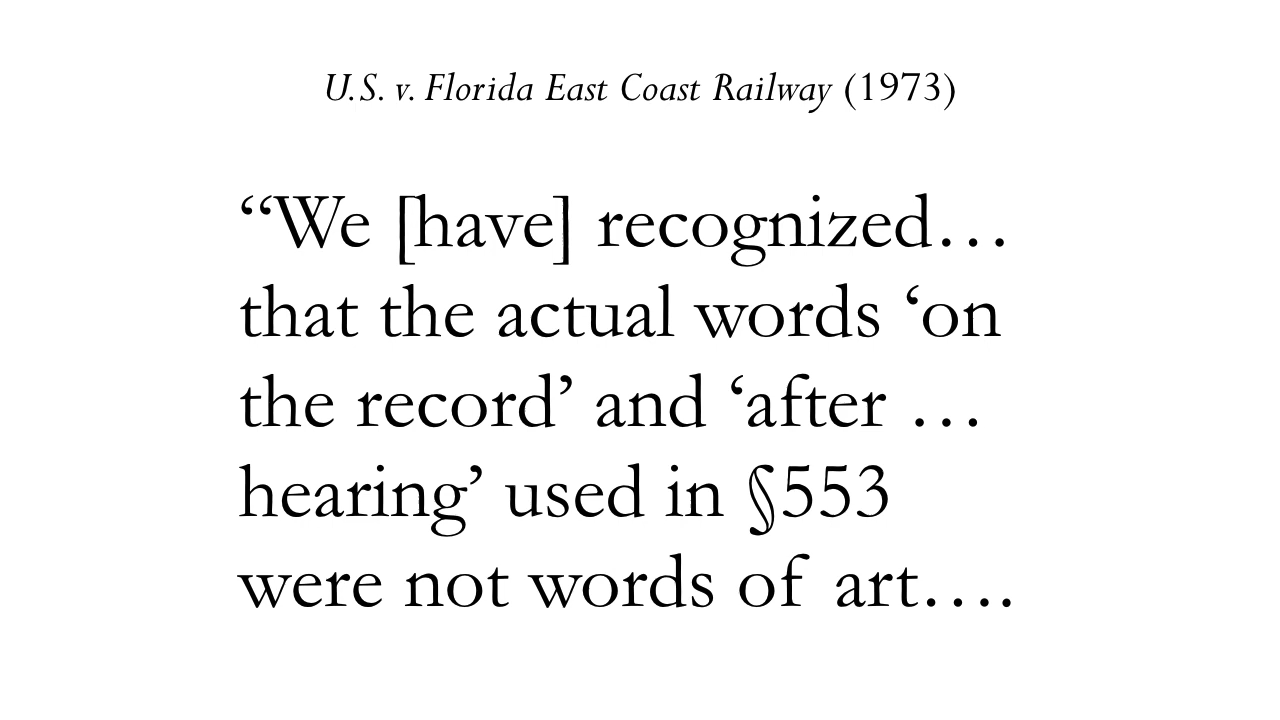 U.S. v. Florida East Coast Railway (1973)
“We [have] recognized…
that the actual words ‘on
the record’ and ‘after …
hearing’ used in §553
were not words of art….